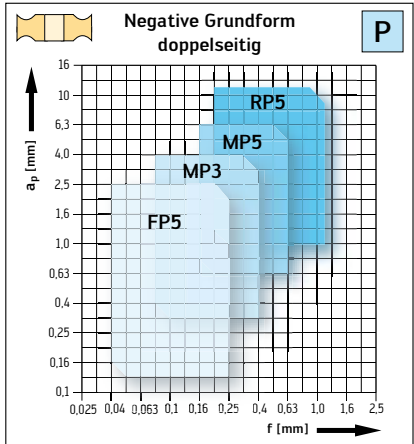 Negative Grundform
doppelseitig
P
16
10
6,3
4,0
2,5
1,6
1,0
0,63
0,4
0,25
0,16
0,1
ap [mm]
RP5
MP5
MP3
FP5
0,025 0,04 0,063 0,1 0,16 0,25 0,4 0,63 1,0 1,6 2,5
f [mm]